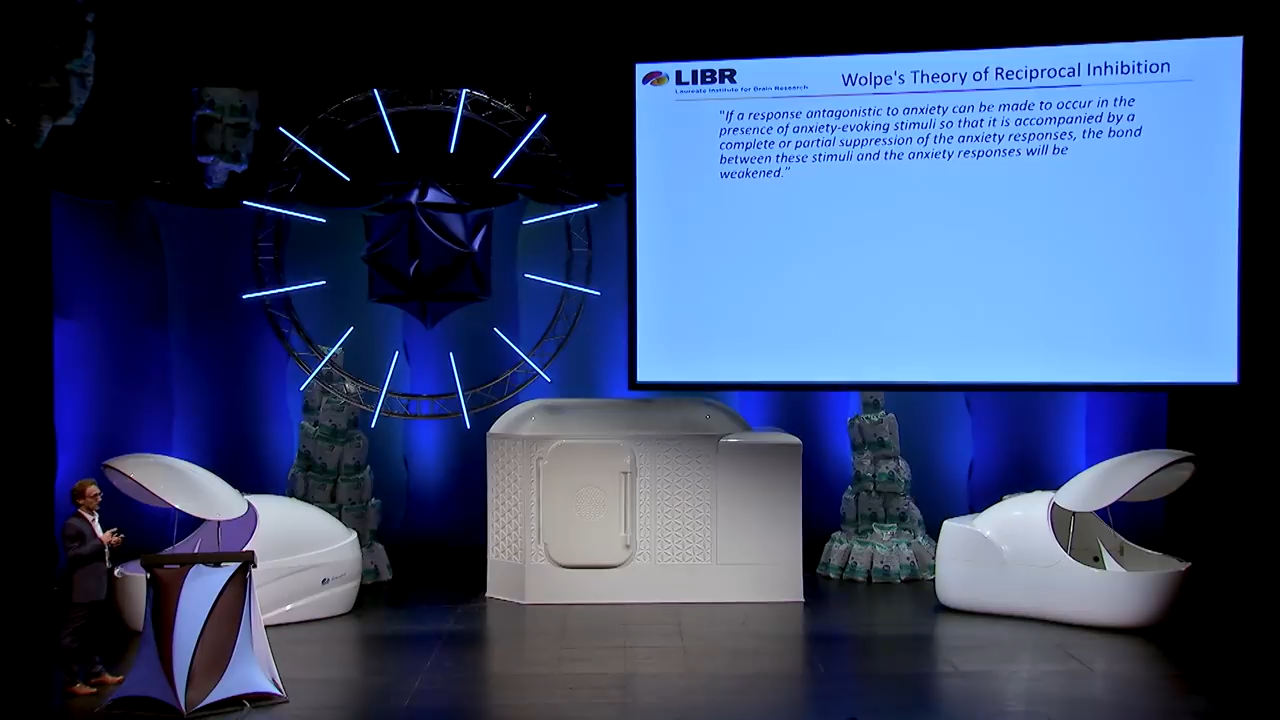 LIBR
Laureate Institute for Brain Research
Wolpe's Theory of Reciprocal Inhibition
"If a response antagonistic to anxiety can be made to occur in the
presence of anxiety-evoking stimuli so that it is accompanied by a
complete or partial suppression of the anxiety responses, the bond
between these stimuli and the anxiety responses will be
weakened."